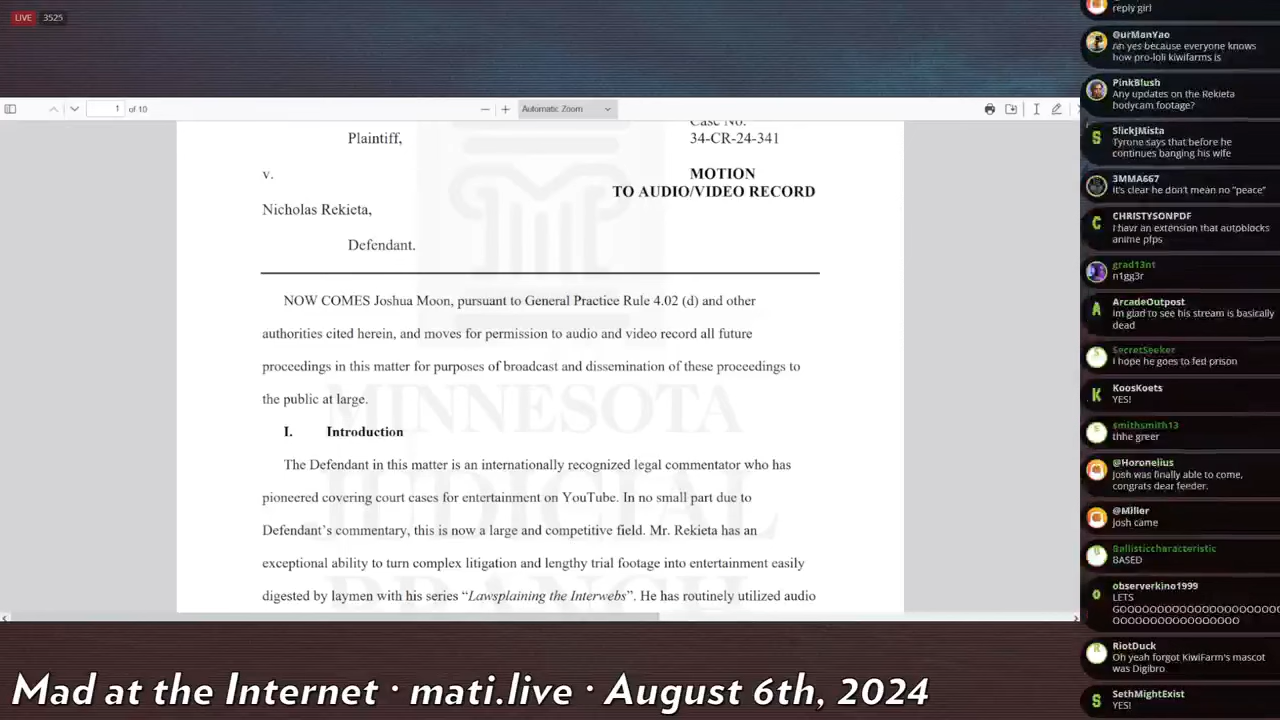 LIVE 3525
1 of 10
Automatic Zoom
Case No.
Plaintiff,
34-CR-24-341
v.
MOTION
TO AUDIO/VIDEO RECORD
Nicholas Rekieta,
Defendant.
NOW COMES Joshua Moon, pursuant to General Practice Rule 4.02 (d) and other
authorities cited herein, and moves for permission to audio and video record all future
proceedings in this matter for purposes of broadcast and dissemination of these proceedings to
the public at large.
I. Introduction
The Defendant in this matter is an internationally recognized legal commentator who has
pioneered covering court cases for entertainment on YouTube. In no small part due to
Defendant's commentary, this is now a large and competitive field. Mr. Rekieta has an
exceptional ability to turn complex litigation and lengthy trial footage into entertainment easily
digested by laymen with his series “Lawsplaining the Interwebs”. He has routinely utilized audio
MINNESOTA
JUDICIAL
BRANCH
reply girl
@urManYao
An yes because everyone knows
how pro-loli kiwifarms is
PinkBlush
Any updates on the Rekieta
bodycam footage?
SlickJMista
Tyrone says that before he
continues banging his wife
3MMA667
it's clear he don't mean no "peace"
CHRISTYSONPDF
I havr an extension that autoblocks
anime pfps
grad13nt
n1gg3r
ArcadeOutpost
im glad to see his stream is basically
dead
SecretSeeker
I hope he goes to fed prison
KoosKoets
YES!
smithsmith13
thhe greer
@Horonelius
Josh was finally able to come,
congrats dear feeder.
@Miller
Josh came
Ballisticcharacteristic
BASED
observerkino1999
LETS
RiotDuck
Oh yeah forgot KiwiFarm's mascot
was Digibro
SethMightExist
YES!
Mad at the Internet · mati.live · August 6th, 2024